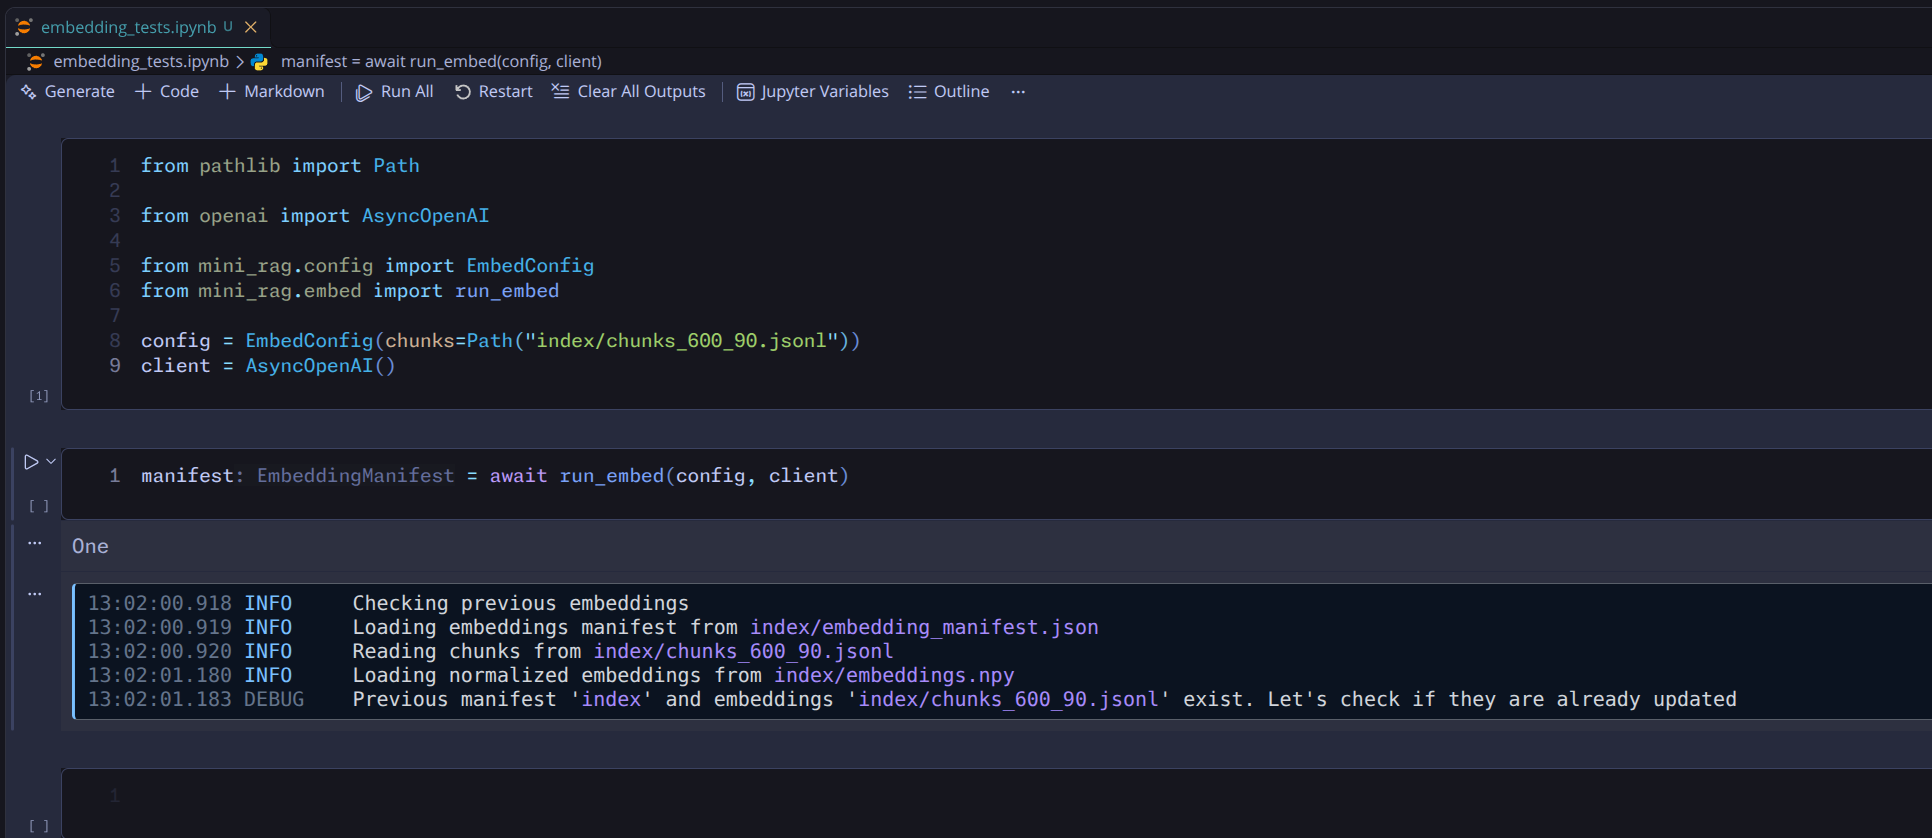 embedding_tests.ipynb U
embedding_tests.ipynb > manifest = await run_embed(config, client)
Generate + Code + Markdown | Run All Restart Clear All Outputs | Jupyter Variables Outline ...
1 from pathlib import Path
2
3 from openai import AsyncOpenAI
4
5 from mini_rag.config import EmbedConfig
6 from mini_rag.embed import run_embed
7
8 config = EmbedConfig(chunks=Path("index/chunks_600_90.jsonl"))
9 client = AsyncOpenAI()
[1]
1 manifest: EmbeddingManifest = await run_embed(config, client)
[ ]
... One
...
13:02:00.918 INFO Checking previous embeddings
13:02:00.919 INFO Loading embeddings manifest from index/embedding_manifest.json
13:02:00.920 INFO Reading chunks from index/chunks_600_90.jsonl
13:02:01.180 INFO Loading normalized embeddings from index/embeddings.npy
13:02:01.183 DEBUG Previous manifest 'index' and embeddings 'index/chunks_600_90.jsonl' exist. Let's check if they are already updated
1
[ ]